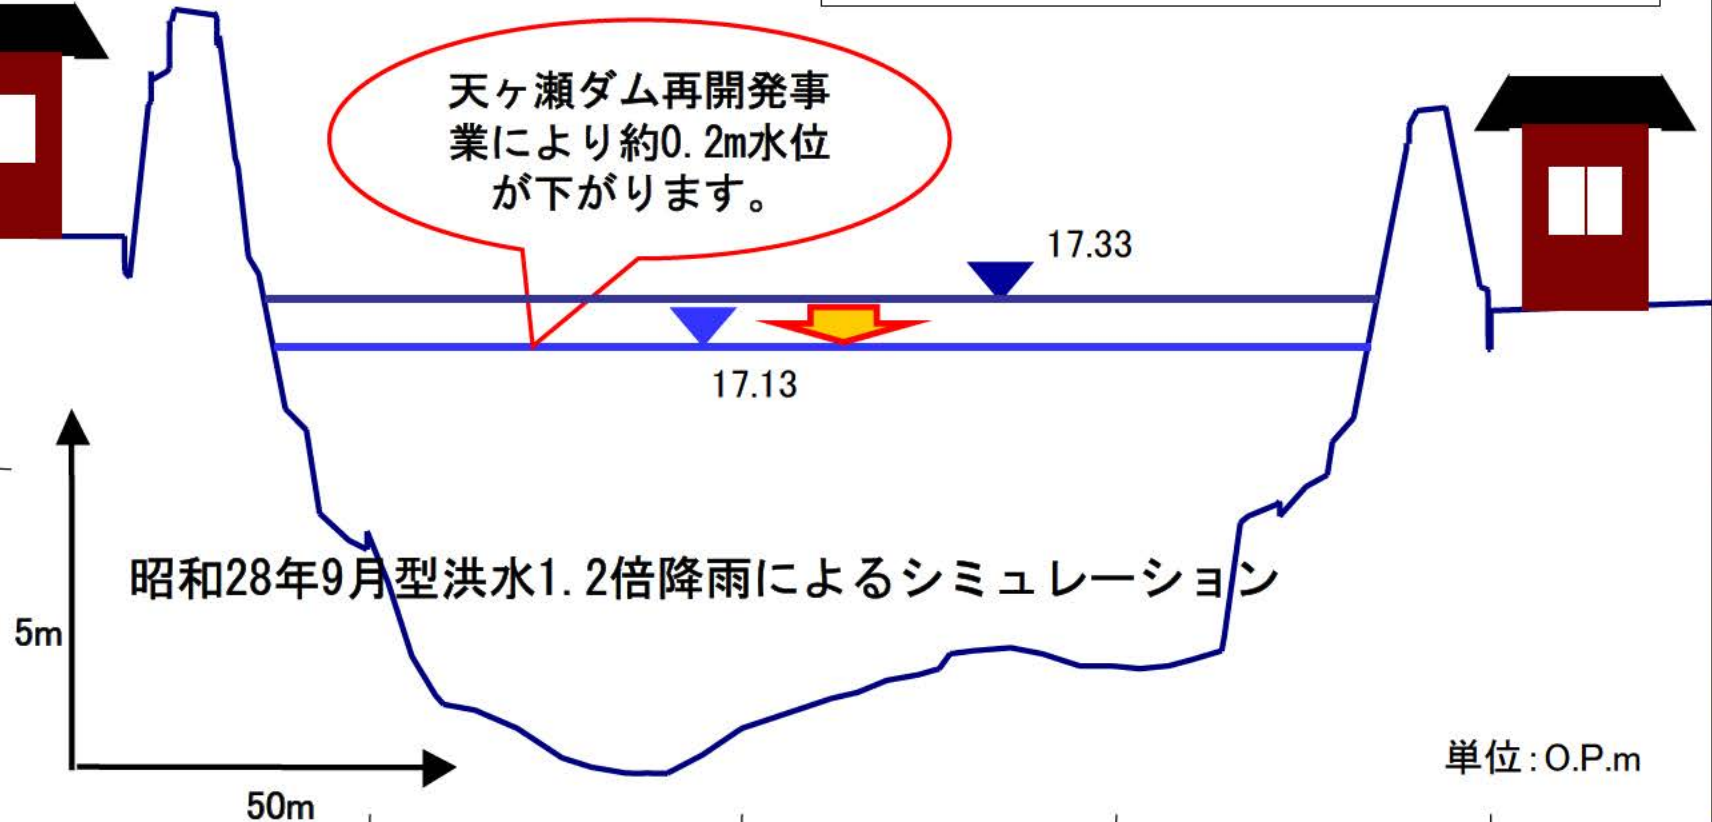 天ヶ瀬ダム再開発事
業により約0.2m水位
が下がります。
17.33
17.13
昭和28年9月型洪水1.2倍降雨によるシミュレーション
5m
50m
単位:O.P.m